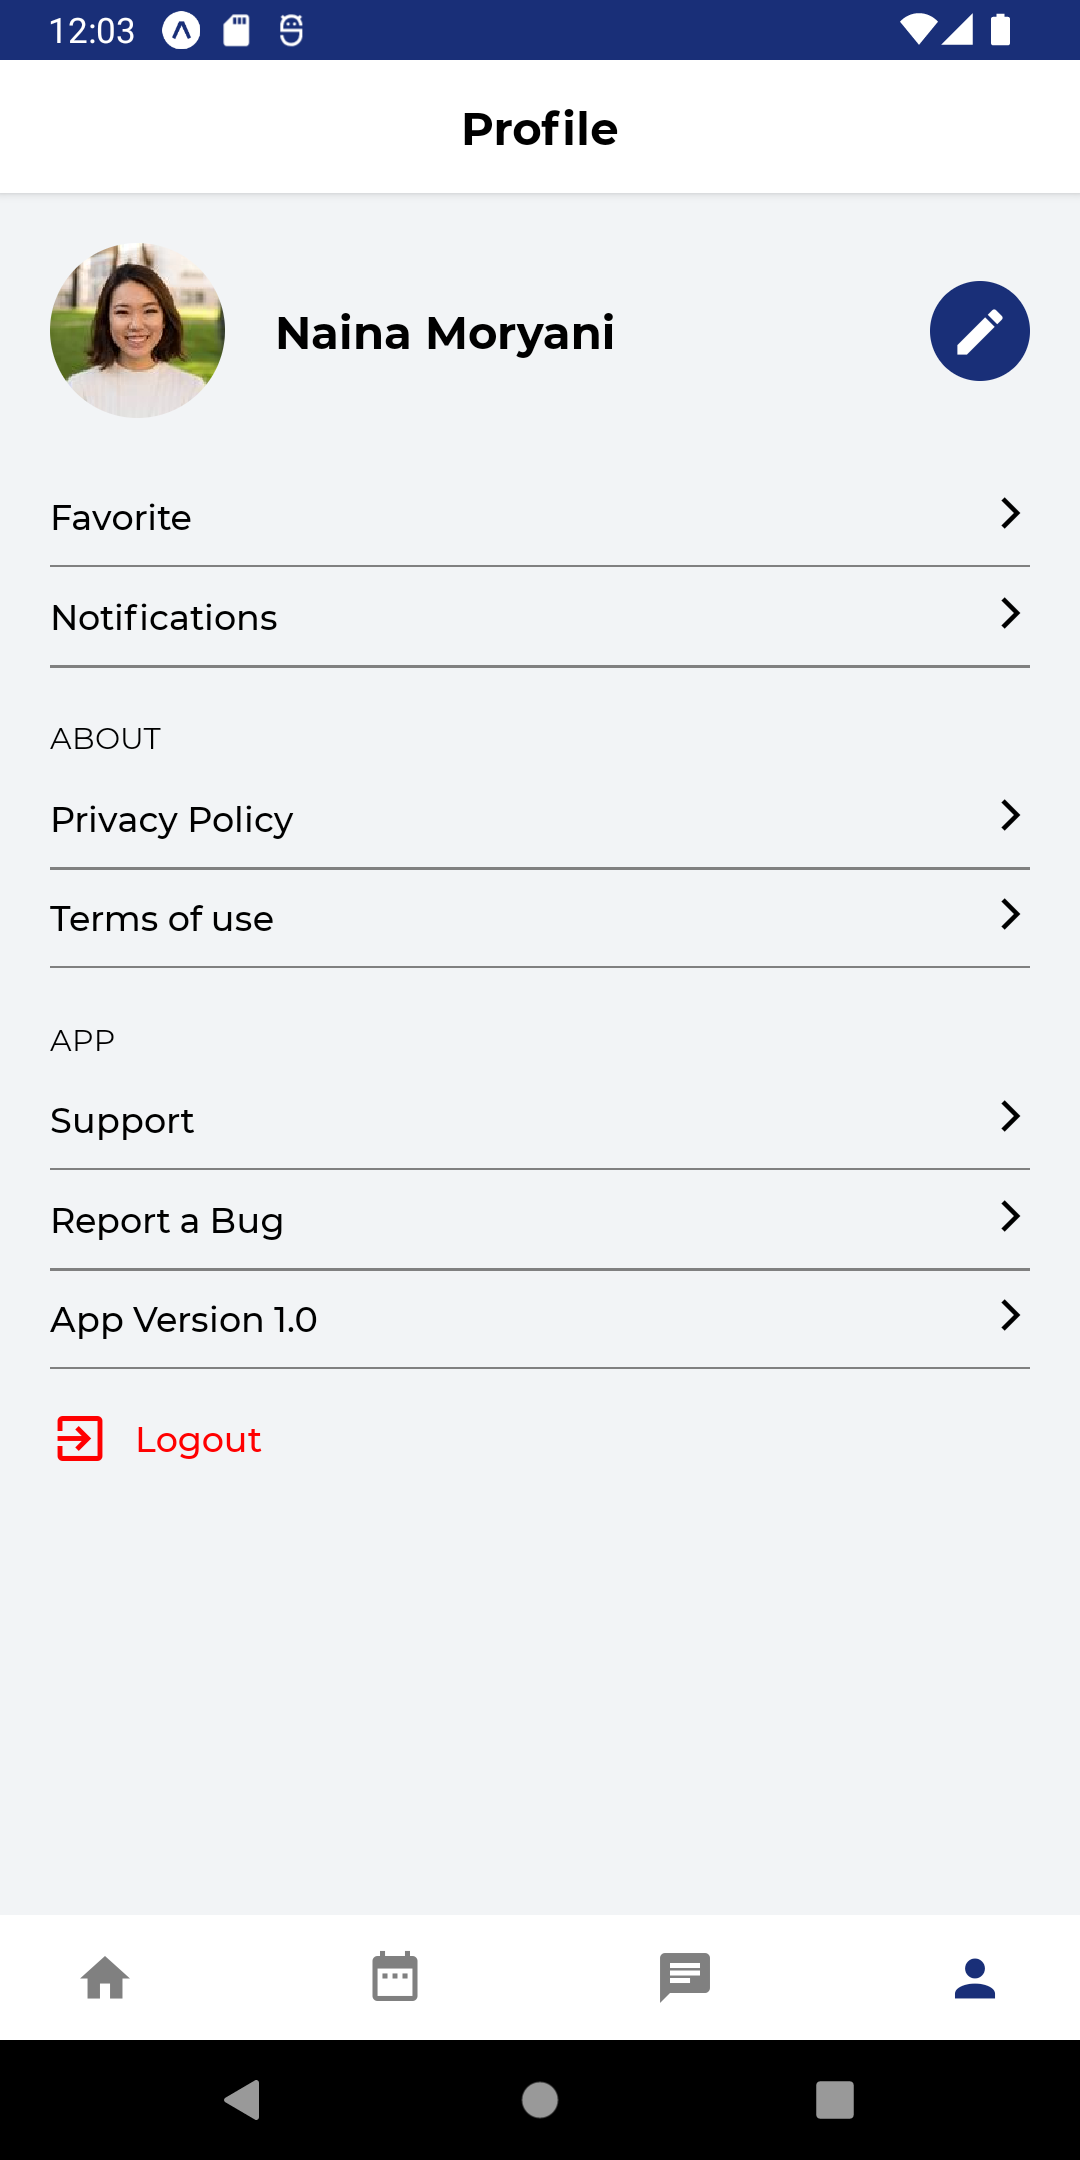 12:03
Profile
Naina Moryani
Favorite
Notifications
ABOUT
Privacy Policy
Terms of use
APP
Support
Report a Bug
App Version 1.0
Logout